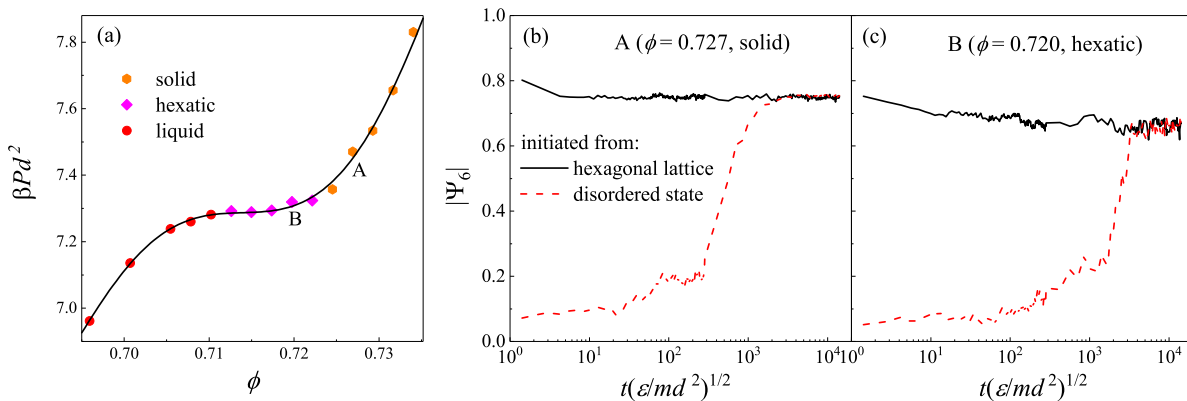 (a)
solid
hexatic
liquid
A
B
7.8
7.6
7.4
7.2
7.0
βPd²
0.70
0.71
0.72
0.73
ϕ
(b)
A (ϕ = 0.727, solid)
initiated from:
hexagonal lattice
disordered state
1.0
0.8
0.6
0.4
0.2
0.0
|Ψ₆|
10⁰
10¹
10²
10³
10⁴
t(ε/md²)¹/²
(c)
B (ϕ = 0.720, hexatic)
10⁰
10¹
10²
10³
10⁴
t(ε/md²)¹/²